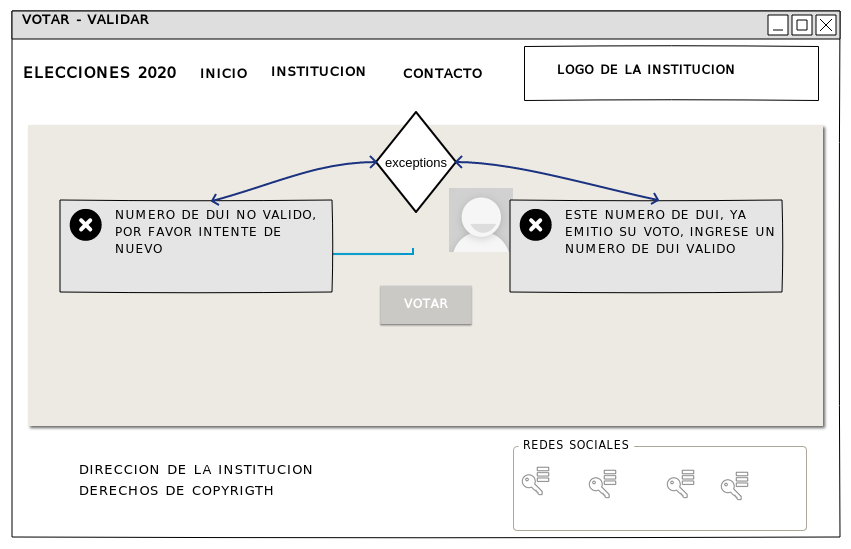 VOTAR - VALIDAR
ELECCIONES 2020
INICIO
INSTITUCION
CONTACTO
LOGO DE LA INSTITUCION
exceptions
NUMERO DE DUI NO VALIDO,
POR FAVOR INTENTE DE
NUEVO
ESTE NUMERO DE DUI, YA
EMITIO SU VOTO, INGRESE UN
NUMERO DE DUI VALIDO
VOTAR
REDES SOCIALES
DIRECCION DE LA INSTITUCION
DERECHOS DE COPYRIGTH